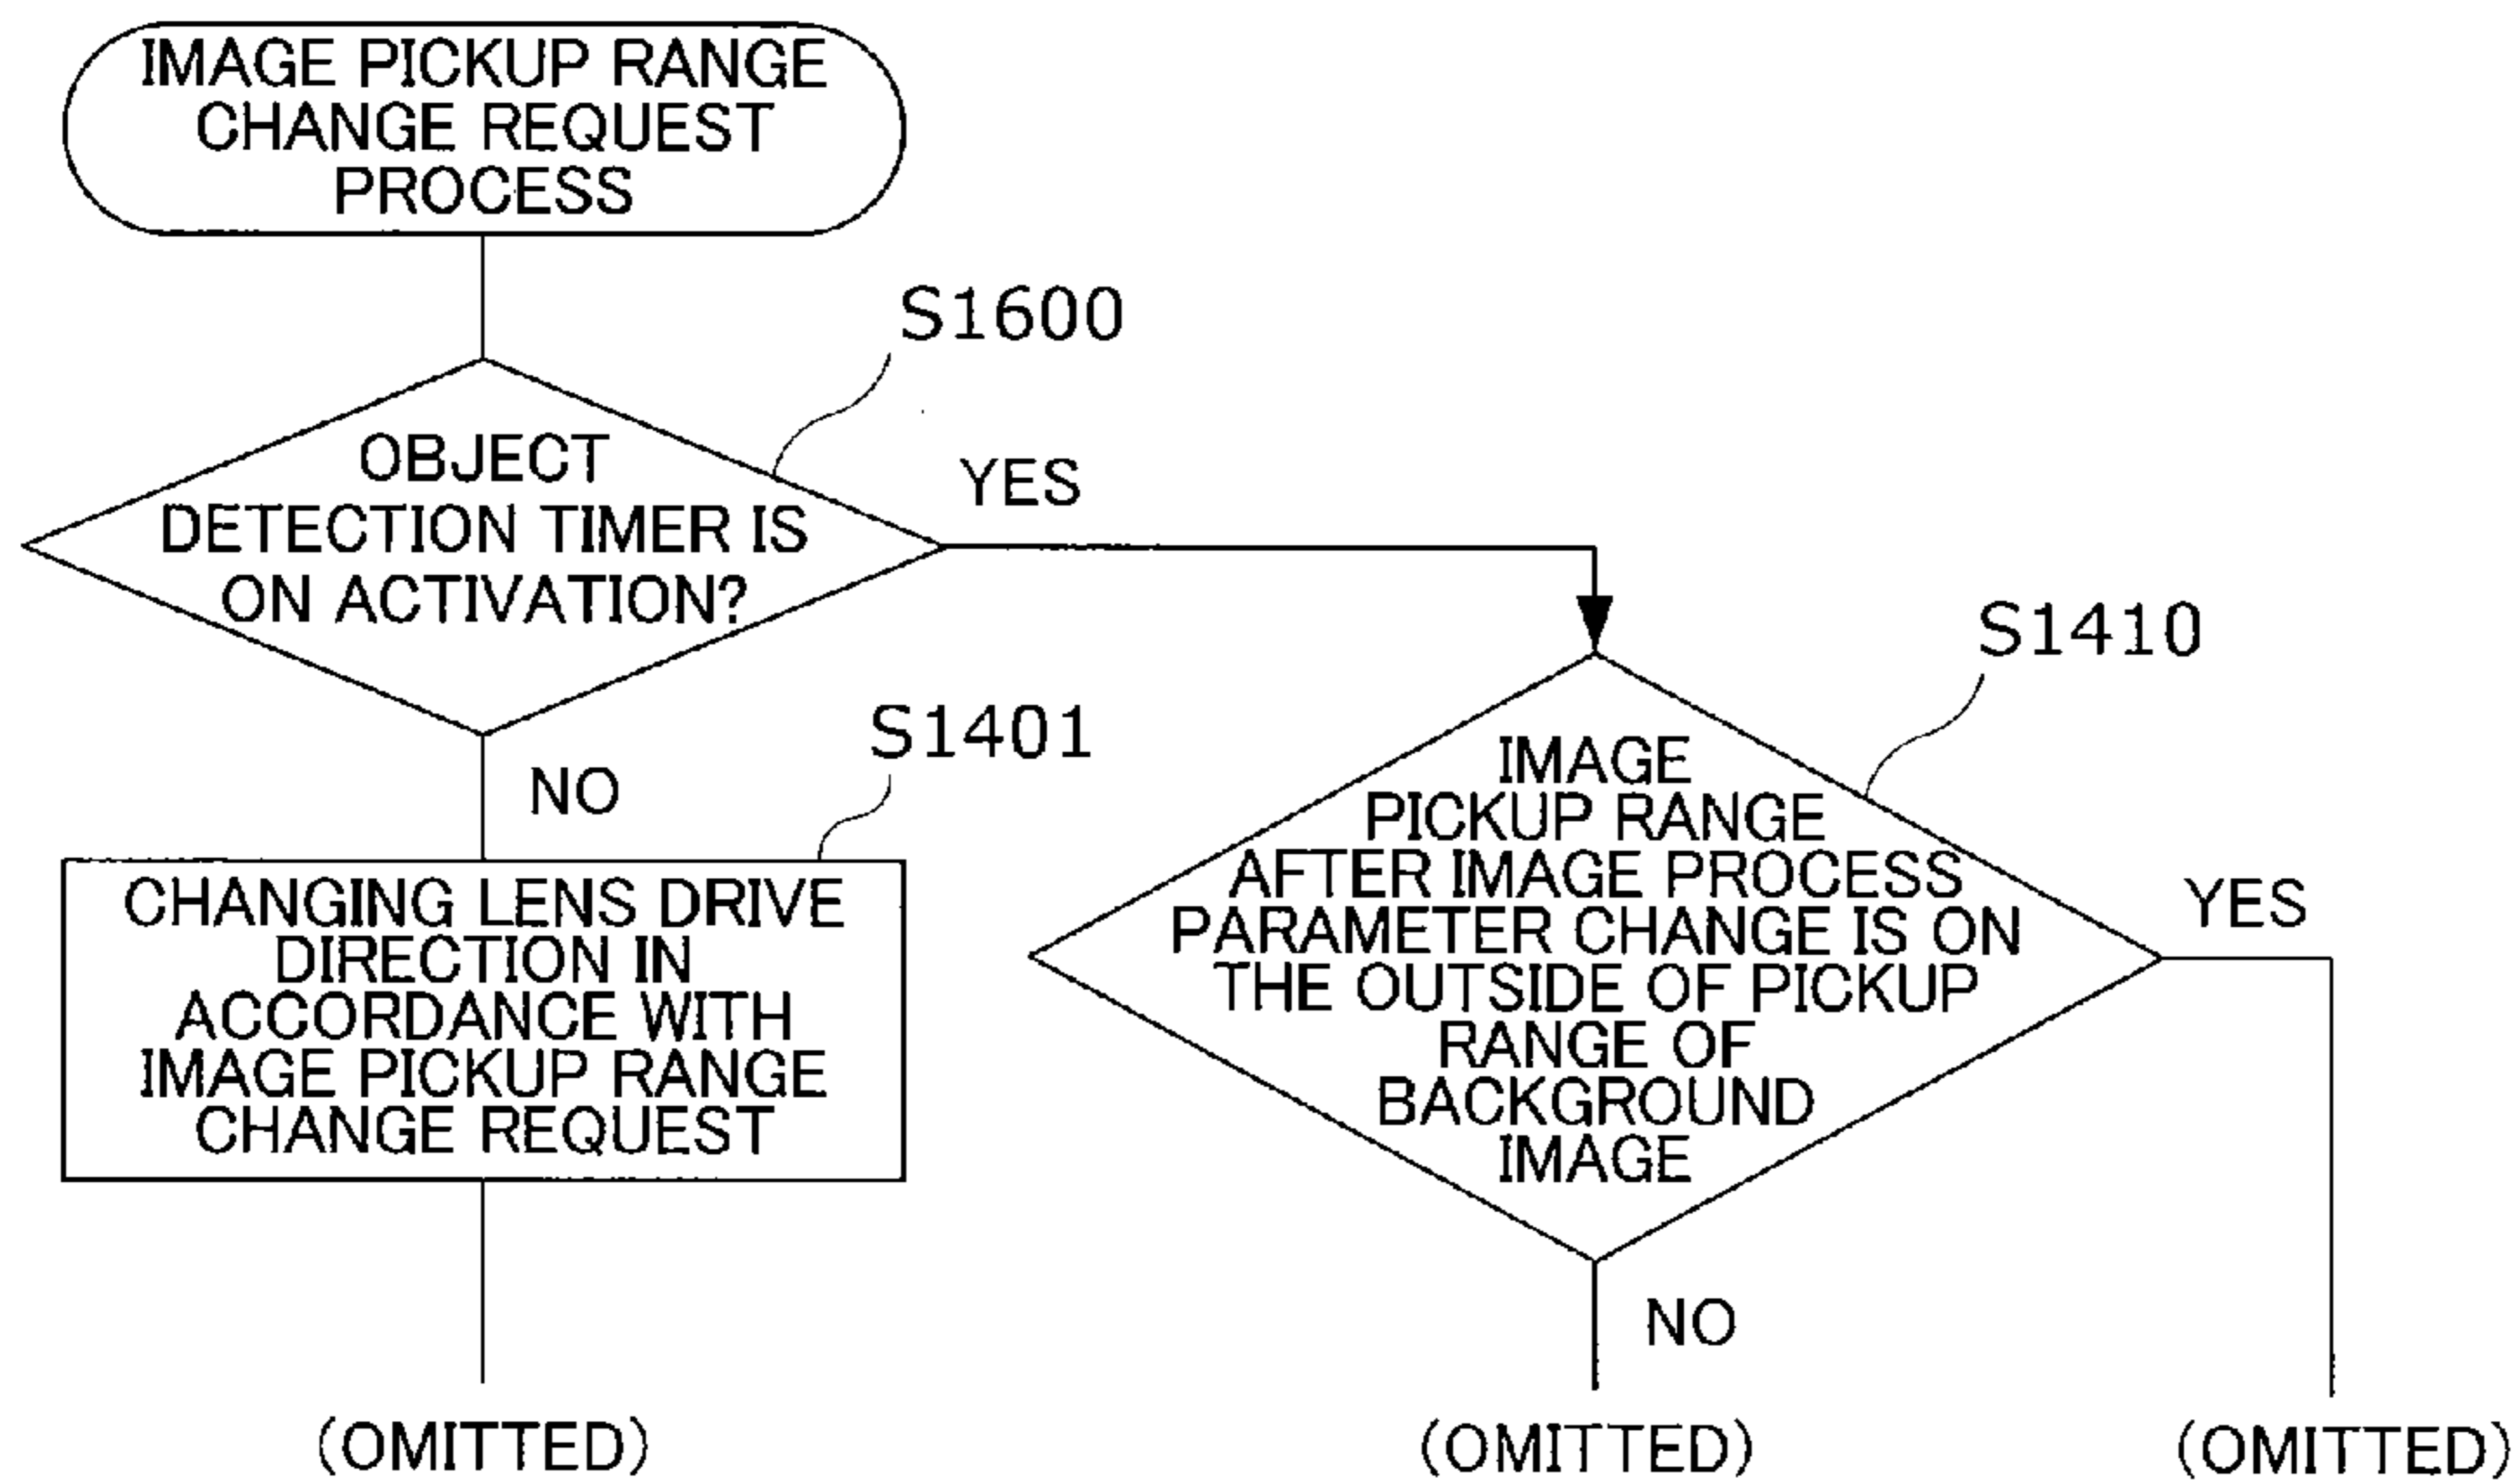 IMAGE PICKUP RANGE
CHANGE REQUEST
PROCESS
S1600
OBJECT
DETECTION TIMER IS
ON ACTIVATION?
YES
NO
S1401
CHANGING LENS DRIVE
DIRECTION IN
ACCORDANCE WITH
IMAGE PICKUP RANGE
CHANGE REQUEST
(OMITTED)
S1410
IMAGE
PICKUP RANGE
AFTER IMAGE PROCESS
PARAMETER CHANGE IS ON
THE OUTSIDE OF PICKUP
RANGE OF
BACKGROUND
IMAGE
YES
NO
(OMITTED)
(OMITTED)